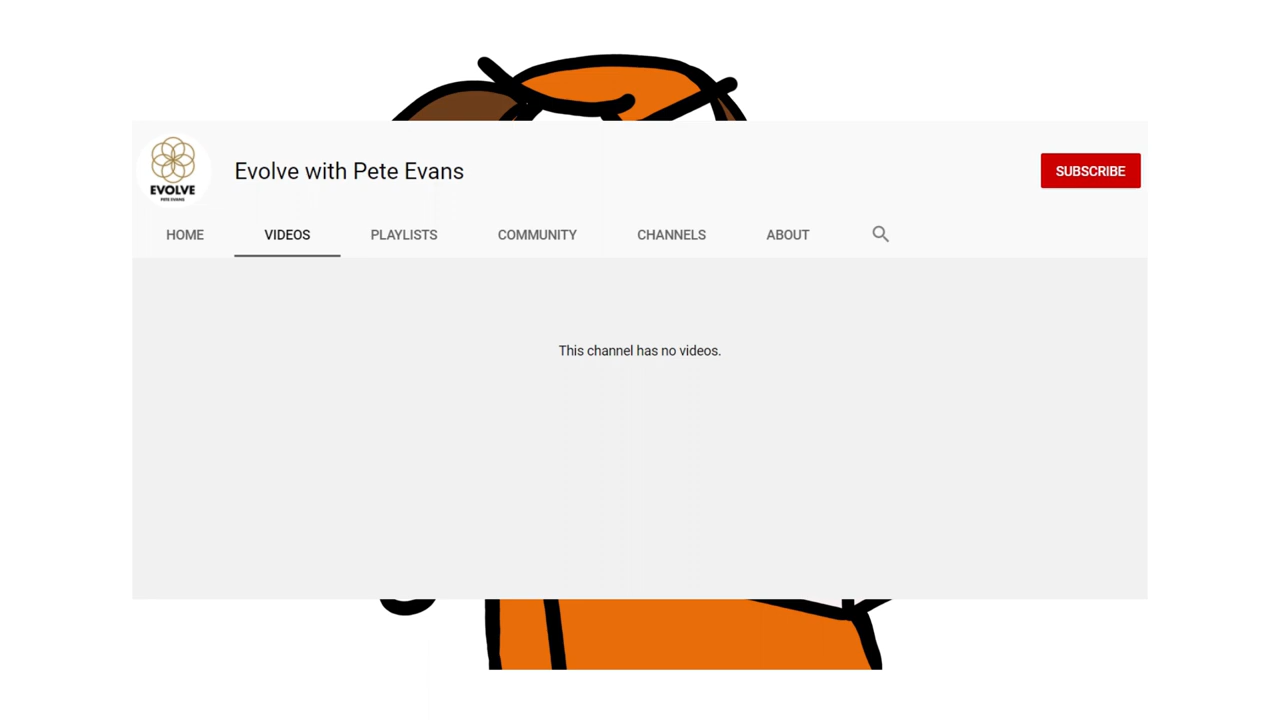 Evolve with Pete Evans
SUBSCRIBE
EVOLVE
PETE EVANS
HOME VIDEOS PLAYLISTS COMMUNITY CHANNELS ABOUT
This channel has no videos.